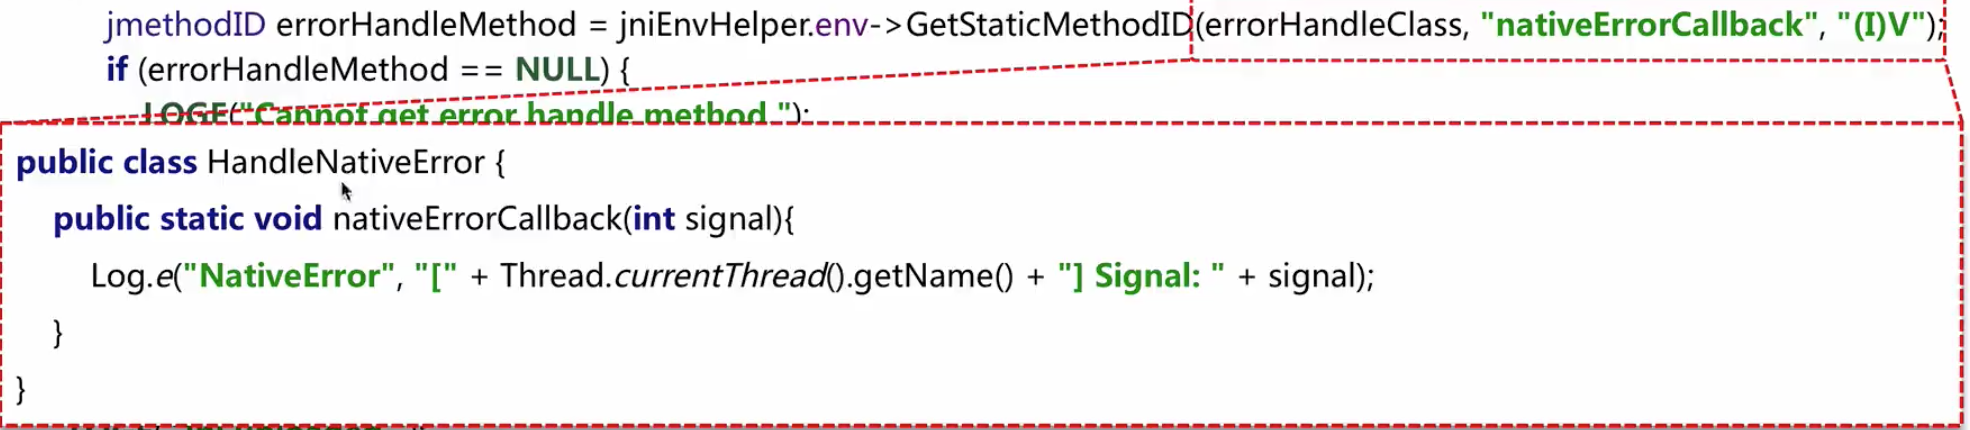 jmethodID errorHandleMethod = jniEnvHelper.env->GetStaticMethodID(errorHandleClass, "nativeErrorCallback", "(I)V");
if (errorHandleMethod == NULL) {
LOGE("Cannot get error handle method.");
public class HandleNativeError {
public static void nativeErrorCallback(int signal){
Log.e("NativeError", "[" + Thread.currentThread().getName() + "] Signal: " + signal);
}
}